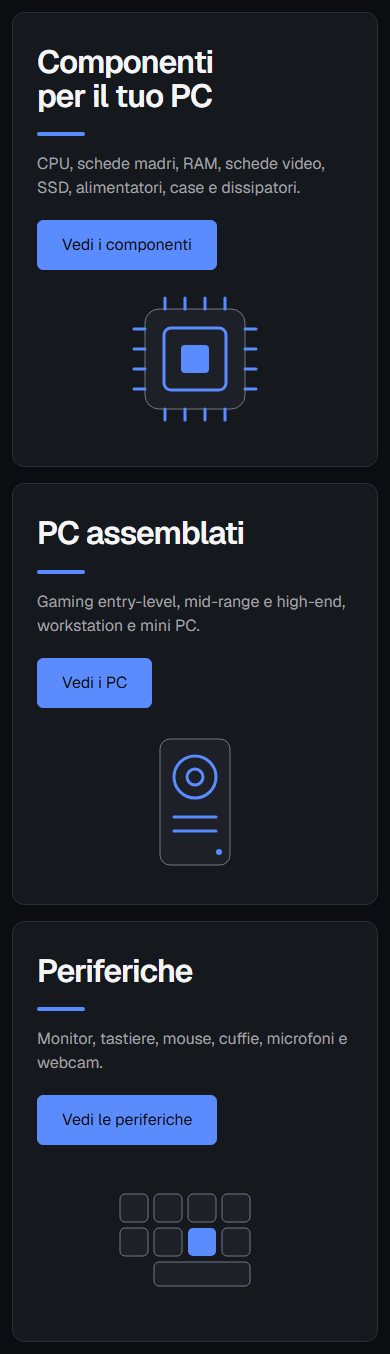 Componenti
per il tuo PC
CPU, schede madri, RAM, schede video,
SSD, alimentatori, case e dissipatori.
Vedi i componenti
PC assemblati
Gaming entry-level, mid-range e high-end,
workstation e mini PC.
Vedi i PC
Periferiche
Monitor, tastiere, mouse, cuffie, microfoni e
webcam.
Vedi le periferiche